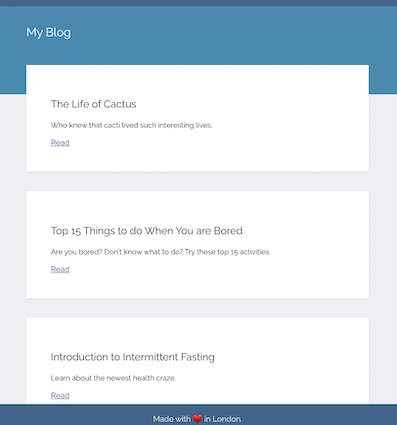 My Blog
The Life of Cactus
Who knew that cacti lived such interesting lives.
Read
Top 15 Things to do When You are Bored
Are you bored? Don't know what to do? Try these top 15 activities.
Read
Introduction to Intermittent Fasting
Learn about the newest health craze.
Read
Made with ❤️ in London.